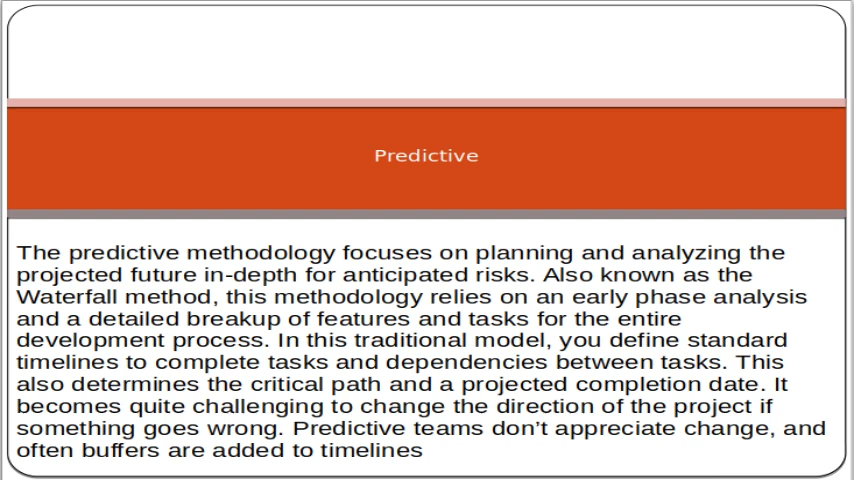 Predictive
The predictive methodology focuses on planning and analyzing the
projected future in-depth for anticipated risks. Also known as the
Waterfall method, this methodology relies on an early phase analysis
and a detailed breakup of features and tasks for the entire
development process. In this traditional model, you define standard
timelines to complete tasks and dependencies between tasks. This
also determines the critical path and a projected completion date. It
becomes quite challenging to change the direction of the project if
something goes wrong. Predictive teams don’t appreciate change, and
often buffers are added to timelines